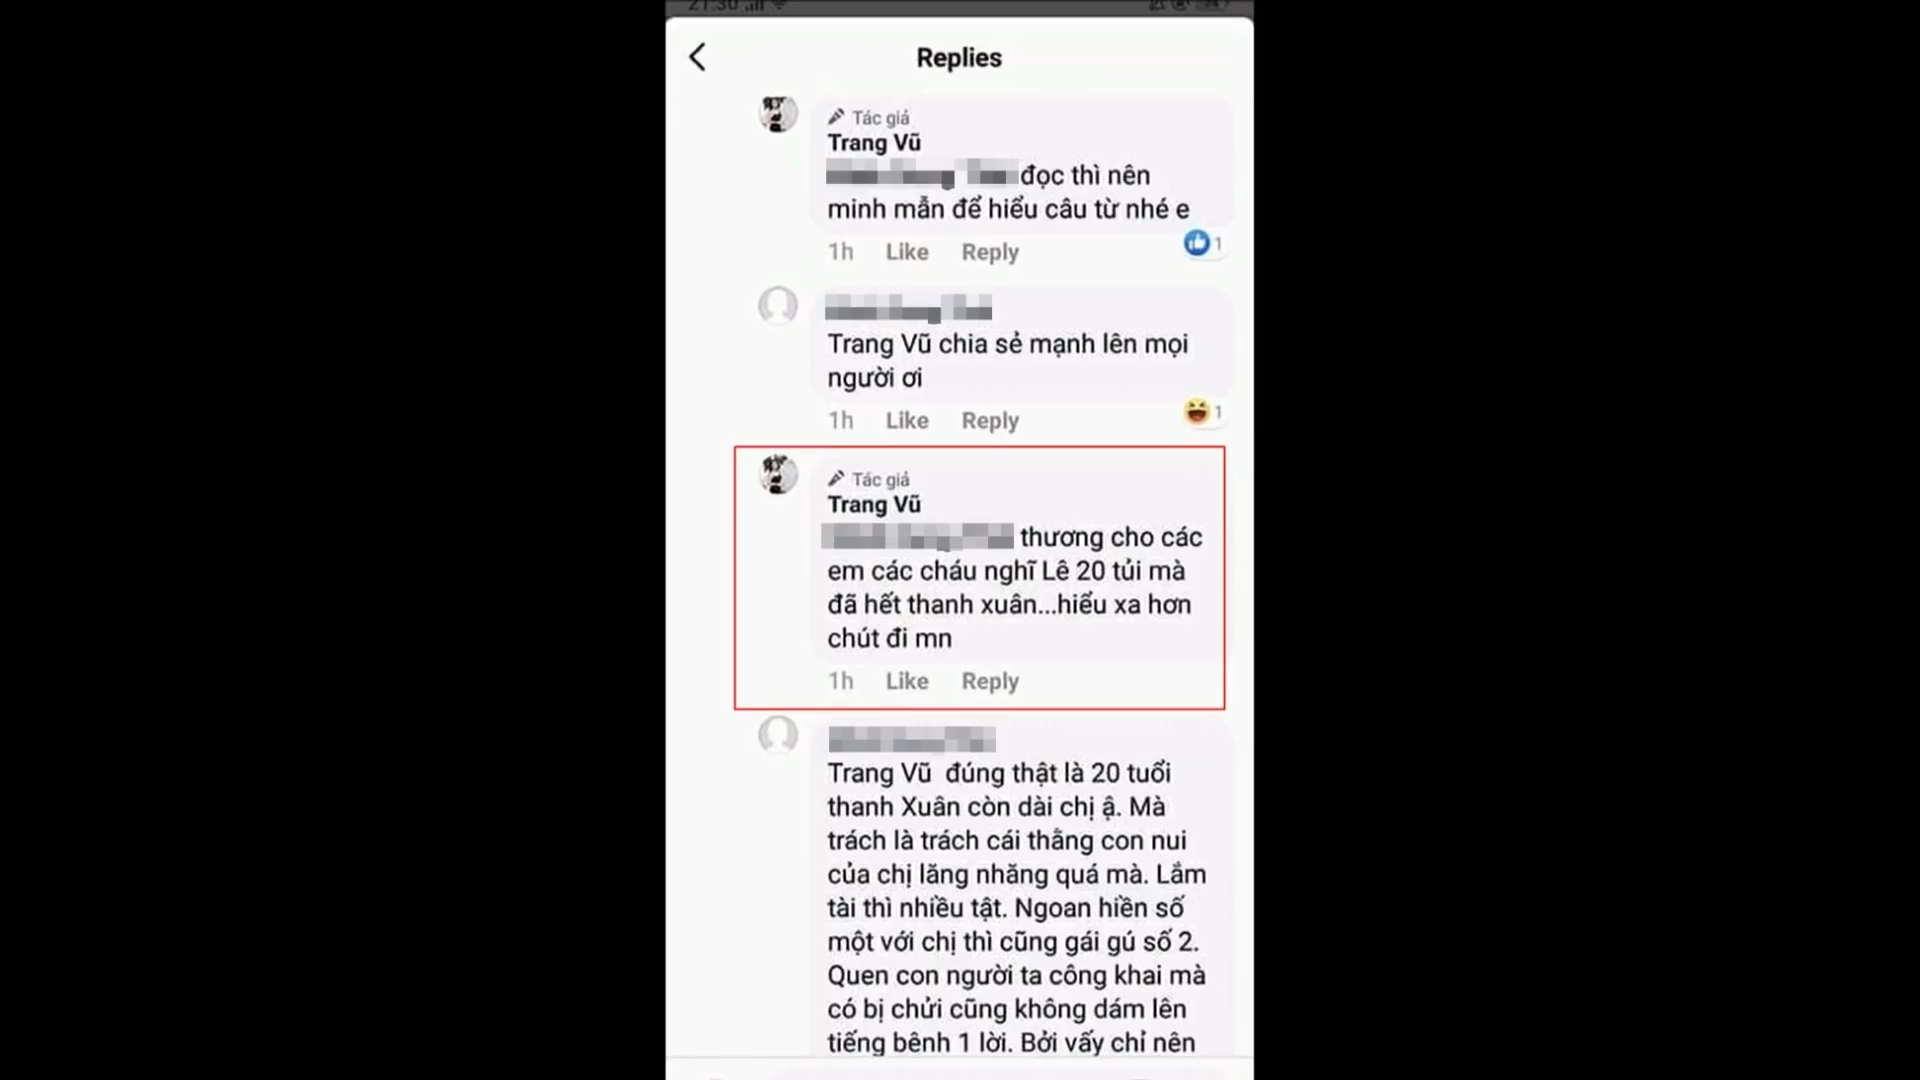 21:30
Replies
Tác giả
Trang Vũ
đọc thì nên
minh mẫn để hiểu câu từ nhé e
1h Like Reply 1
Trang Vũ chia sẻ mạnh lên mọi
người ơi
1h Like Reply 1
Tác giả
Trang Vũ
thương cho các
em các cháu nghĩ Lê 20 tủi mà
đã hết thanh xuân...hiểu xa hơn
chút đi mn
1h Like Reply
Trang Vũ đúng thật là 20 tuổi
thanh Xuân còn dài chị ậ. Mà
trách là trách cái thằng con nui
của chị lăng nhăng quá mà. Lắm
tài thì nhiều tật. Ngoan hiền số
một với chị thì cũng gái gú số 2.
Quen con người ta công khai mà
có bị chửi cũng không dám lên
tiếng bênh 1 lời. Bởi vấy chỉ nên